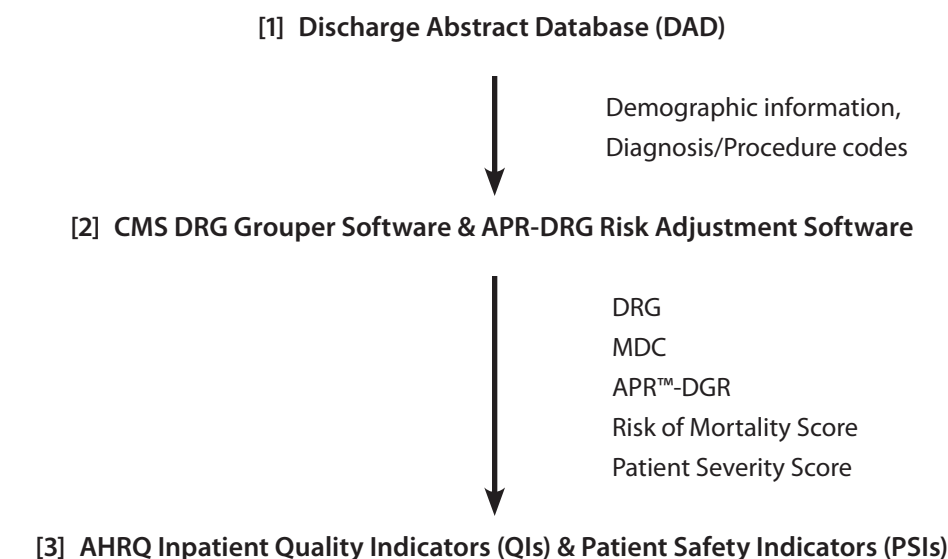 [1] Discharge Abstract Database (DAD)
Demographic information,
Diagnosis/Procedure codes
[2] CMS DRG Grouper Software & APR-DRG Risk Adjustment Software
DRG
MDC
APR™-DGR
Risk of Mortality Score
Patient Severity Score
[3] AHRQ Inpatient Quality Indicators (QIs) & Patient Safety Indicators (PSIs)